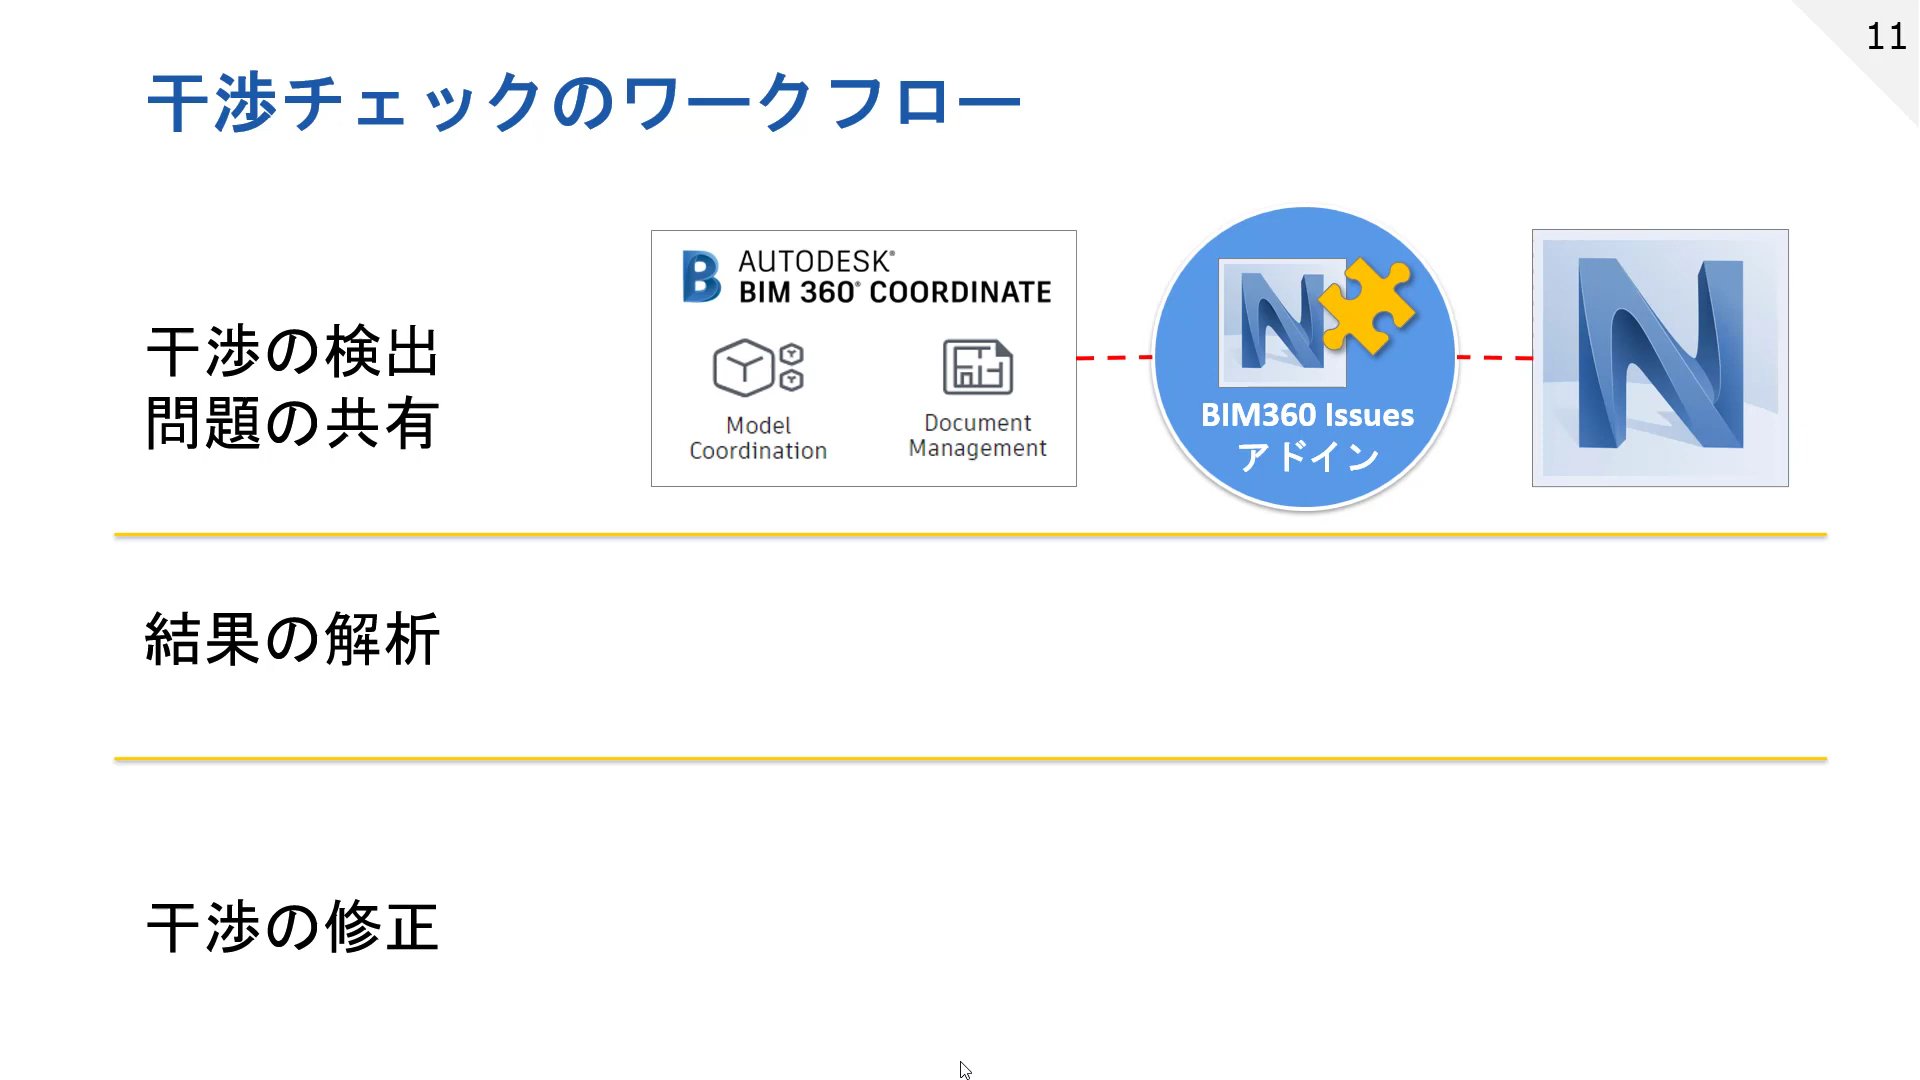 11
干渉チェックのワークフロー
干渉の検出
問題の共有
AUTODESK®
BIM 360® COORDINATE
Model
Coordination
Document
Management
BIM360 Issues
アドイン
結果の解析
干渉の修正